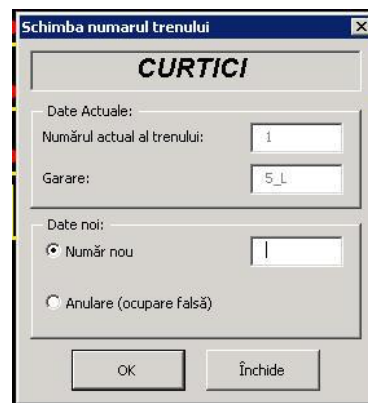 Schimba numarul trenului
CURTICI
Date Actuale:
Numărul actual al trenului: 1
Garare: 5_L
Date noi:
Număr nou
Anulare (ocupare falsă)
OK Închide